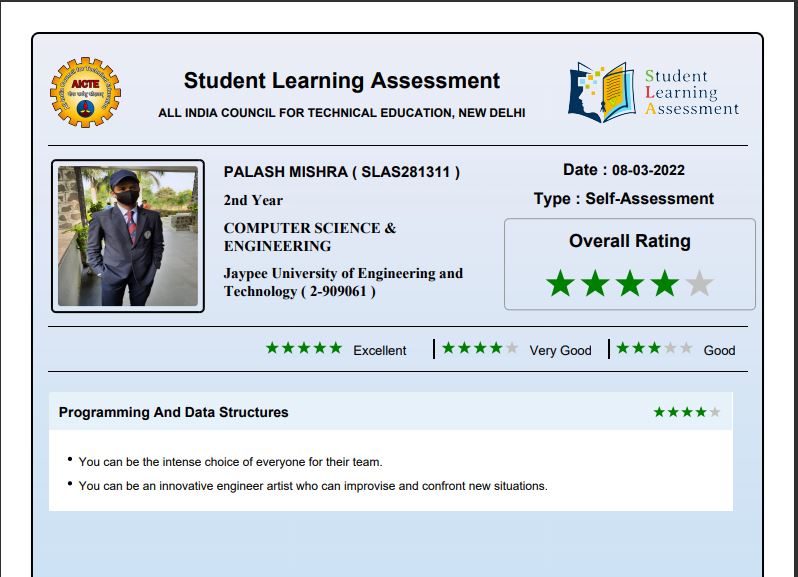 AICTE
Student Learning Assessment
ALL INDIA COUNCIL FOR TECHNICAL EDUCATION, NEW DELHI
Student
Learning
Assessment
PALASH MISHRA ( SLAS281311 )
2nd Year
COMPUTER SCIENCE &
ENGINEERING
Jaypee University of Engineering and
Technology ( 2-909061 )
Date : 08-03-2022
Type : Self-Assessment
Overall Rating
Excellent
Very Good
Good
Programming And Data Structures
• You can be the intense choice of everyone for their team.
• You can be an innovative engineer artist who can improvise and confront new situations.